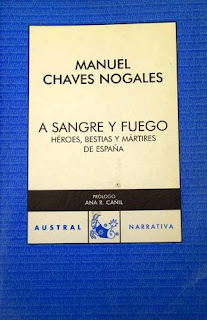 MANUEL
CHAVES NOGALES
A SANGRE Y FUEGO
HÉROES, BESTIAS Y MÁRTIRES
DE ESPAÑA
PRÓLOGO
ANA R. CAÑIL
AUSTRAL NARRATIVA